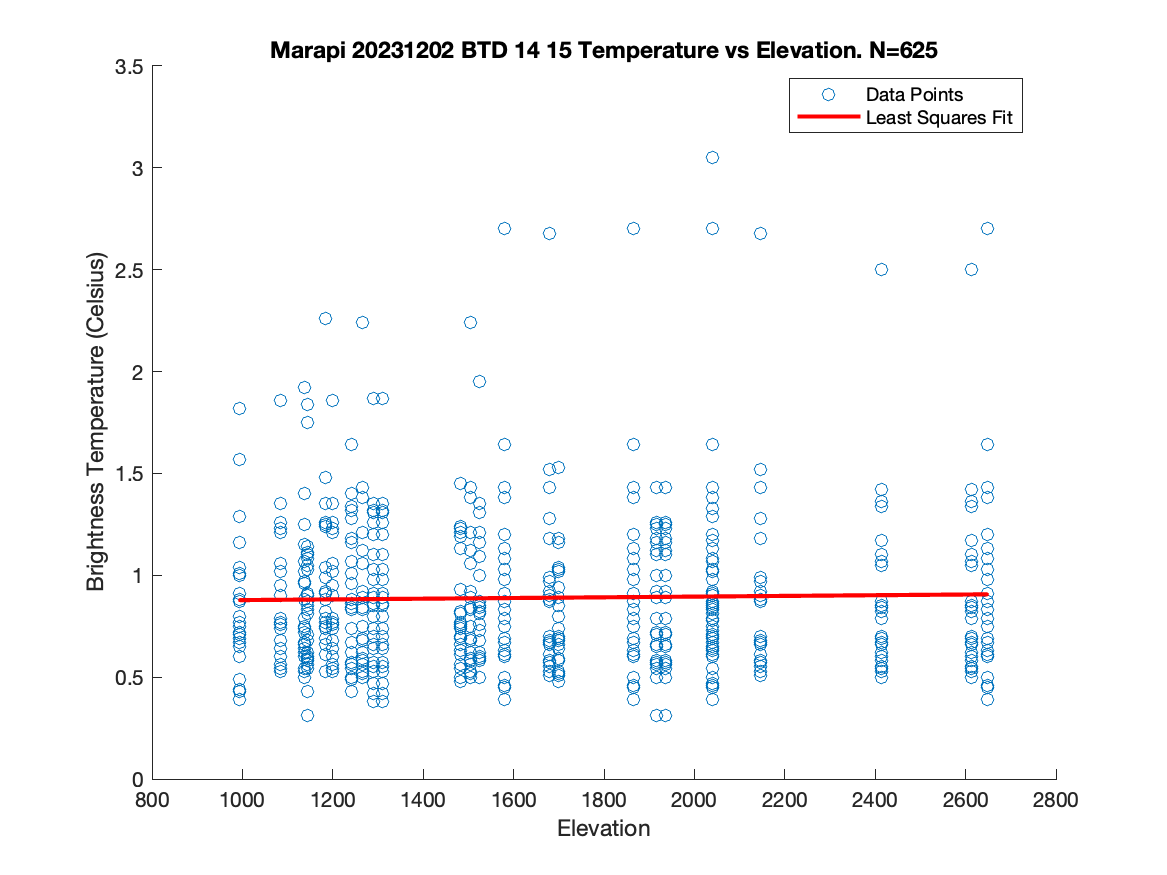 Marapi 20231202 BTD 14 15 Temperature vs Elevation. N=625
3.5
Data Points
Least Squares Fit
3
2.5
2
1.5
1
0.5
0
Brightness Temperature (Celsius)
800 1000 1200 1400 1600 1800 2000 2200 2400 2600 2800
Elevation